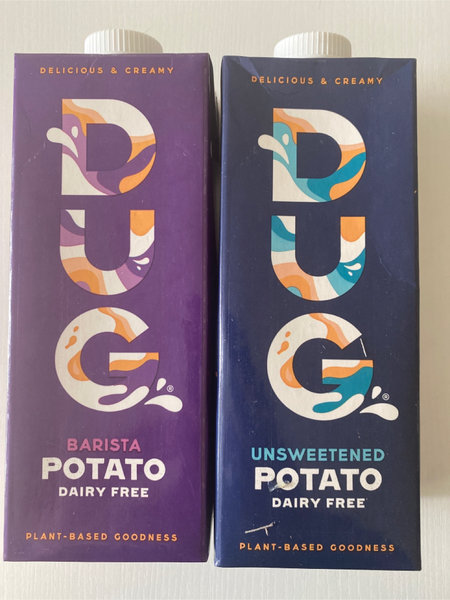 DELICIOUS & CREAMY
DUG®
BARISTA
POTATO
DAIRY FREE
PLANT-BASED GOODNESS
DELICIOUS & CREAMY
DUG®
UNSWEETENED
POTATO
DAIRY FREE
PLANT-BASED GOODNESS